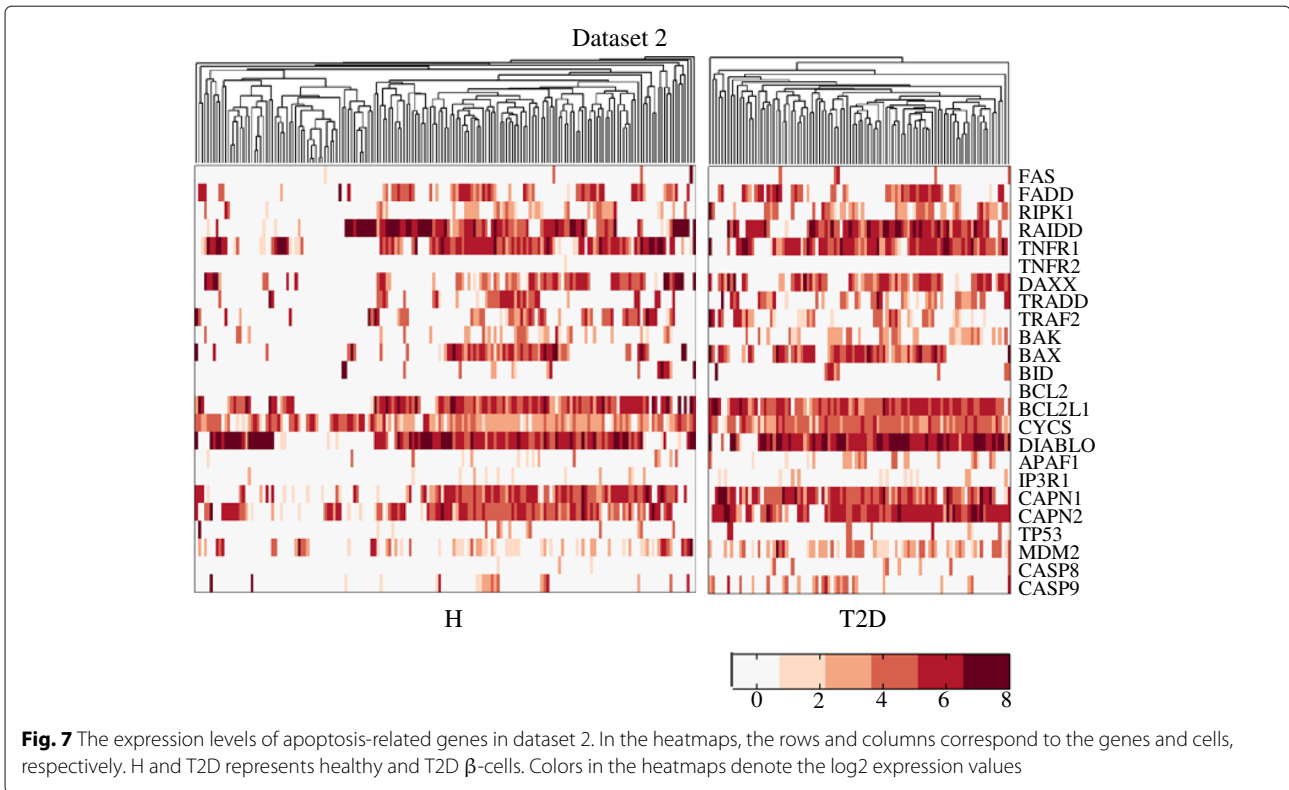 Dataset 2
FAS
FADD
RIPK1
RAIDD
TNFR1
TNFR2
DAXX
TRADD
TRAF2
BAK
BAX
BID
BCL2
BCL2L1
CYCS
DIABLO
APAF1
IP3R1
CAPN1
CAPN2
TP53
MDM2
CASP8
CASP9
H T2D
0 2 4 6 8
Fig. 7 The expression levels of apoptosis-related genes in dataset 2. In the heatmaps, the rows and columns correspond to the genes and cells,
respectively. H and T2D represents healthy and T2D β-cells. Colors in the heatmaps denote the log2 expression values